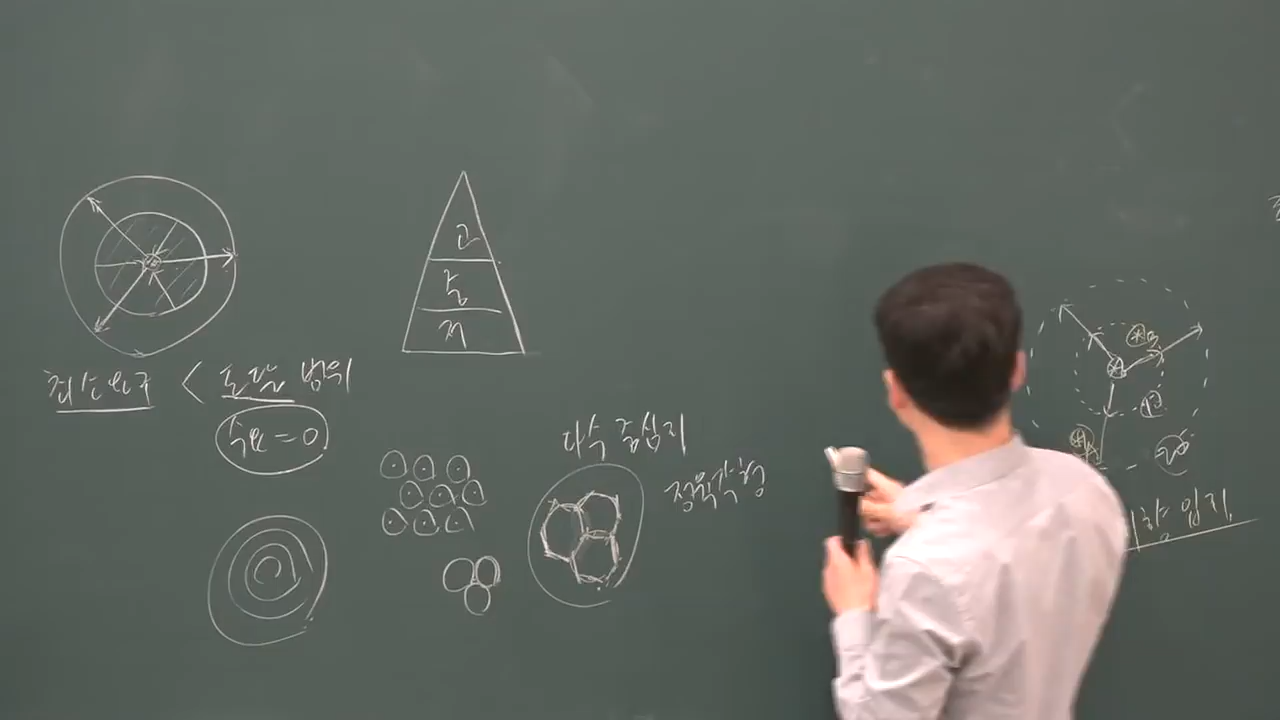 최소요구 < 도달 범위
수요 = 0
고
중
저
다수 중심지
정육각형
향 입지